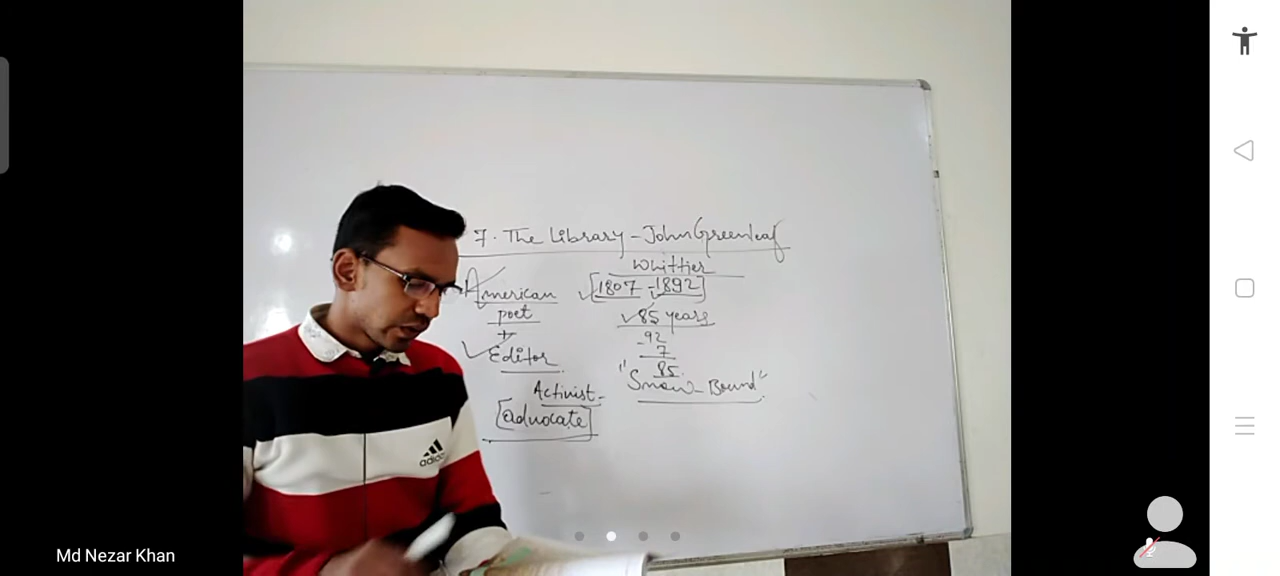 7. The Library - John Greenleaf
Whittier
American
poet
+
Editor
Activist-
[advocate]
[1807 - 1892]
85 years
92
- 7
85
"Snow-Bound"
adidas
Md Nezar Khan